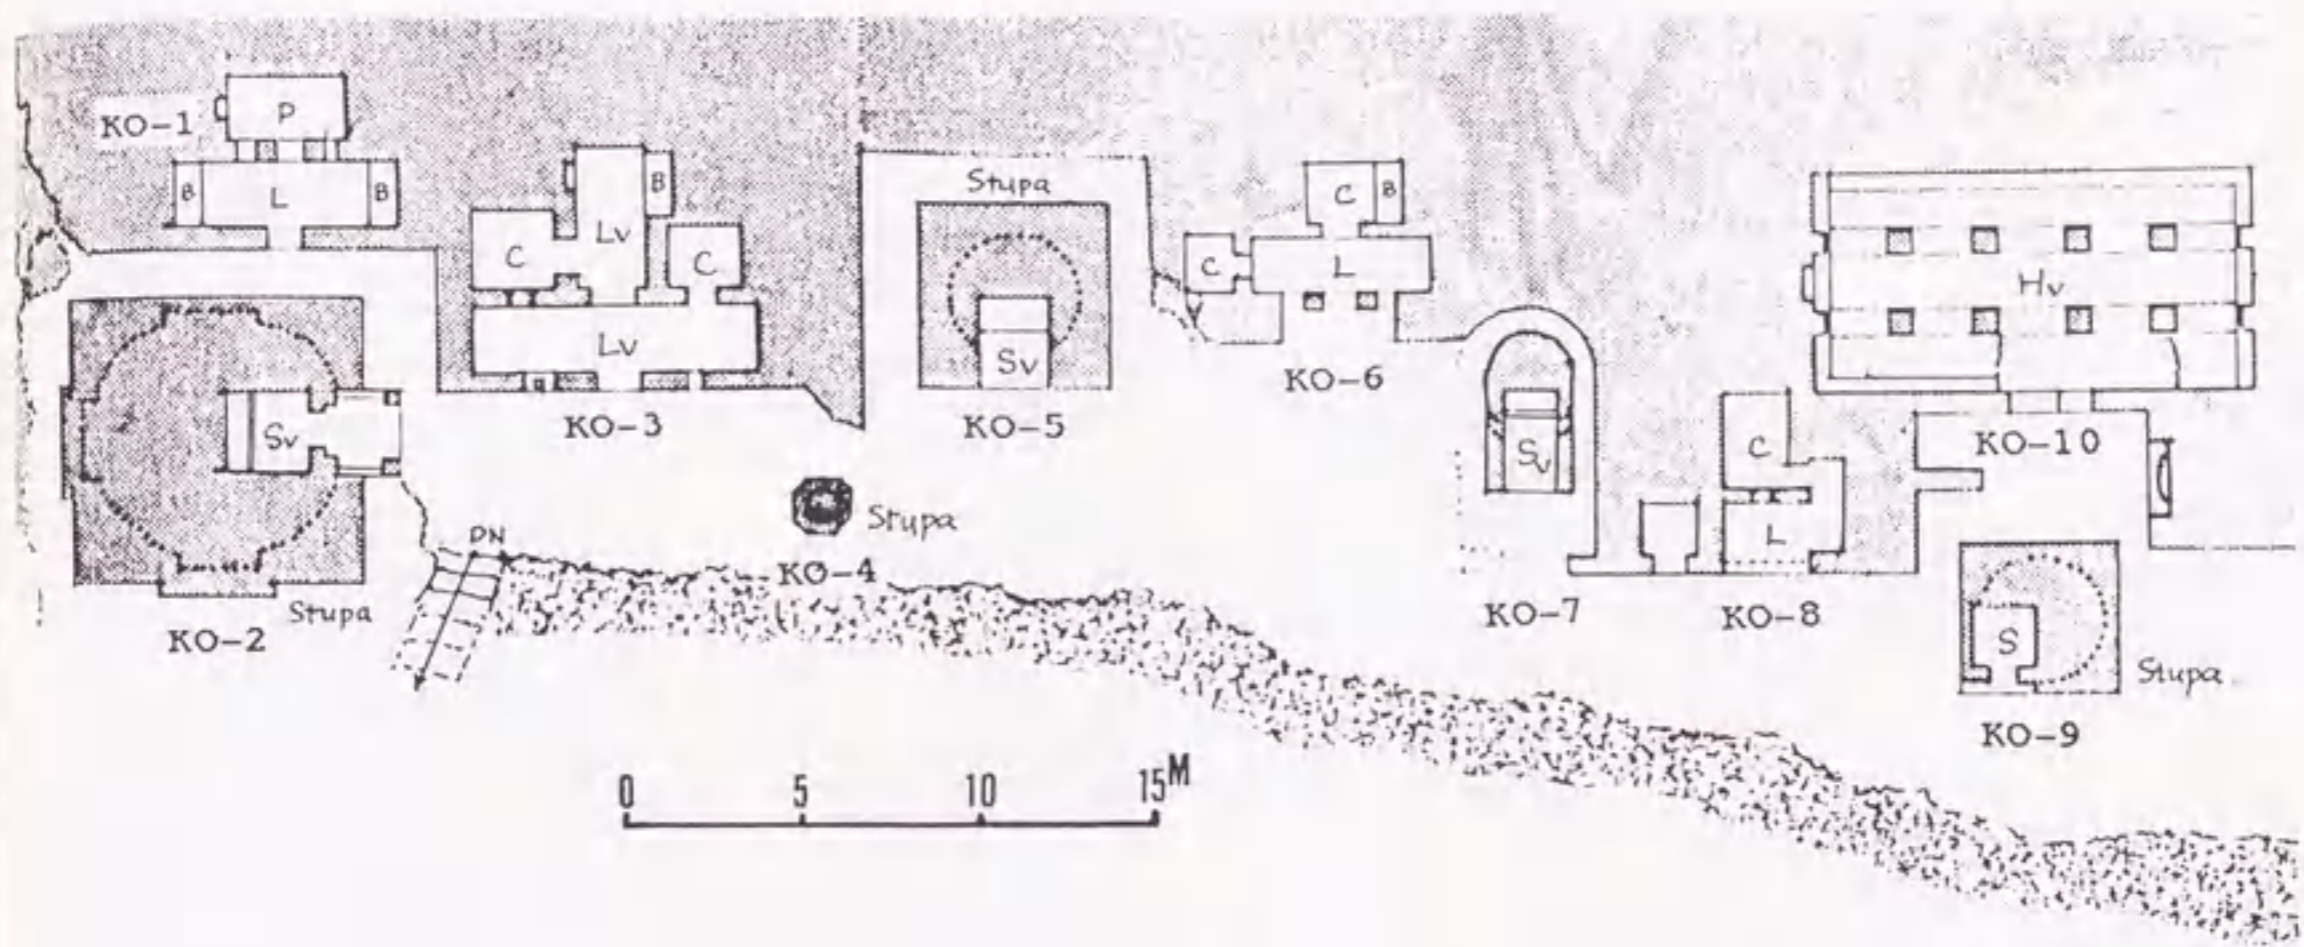 KO-1
P
B
L
B
Sv
Stupa
KO-2
C
Lv
B
C
Lv
KO-3
DN
Stupa
KO-4
Stupa
Sv
KO-5
C
B
C
L
KO-6
Sv
KO-7
C
L
KO-8
Hv
KO-10
S
Stupa
KO-9
0 5 10 15M